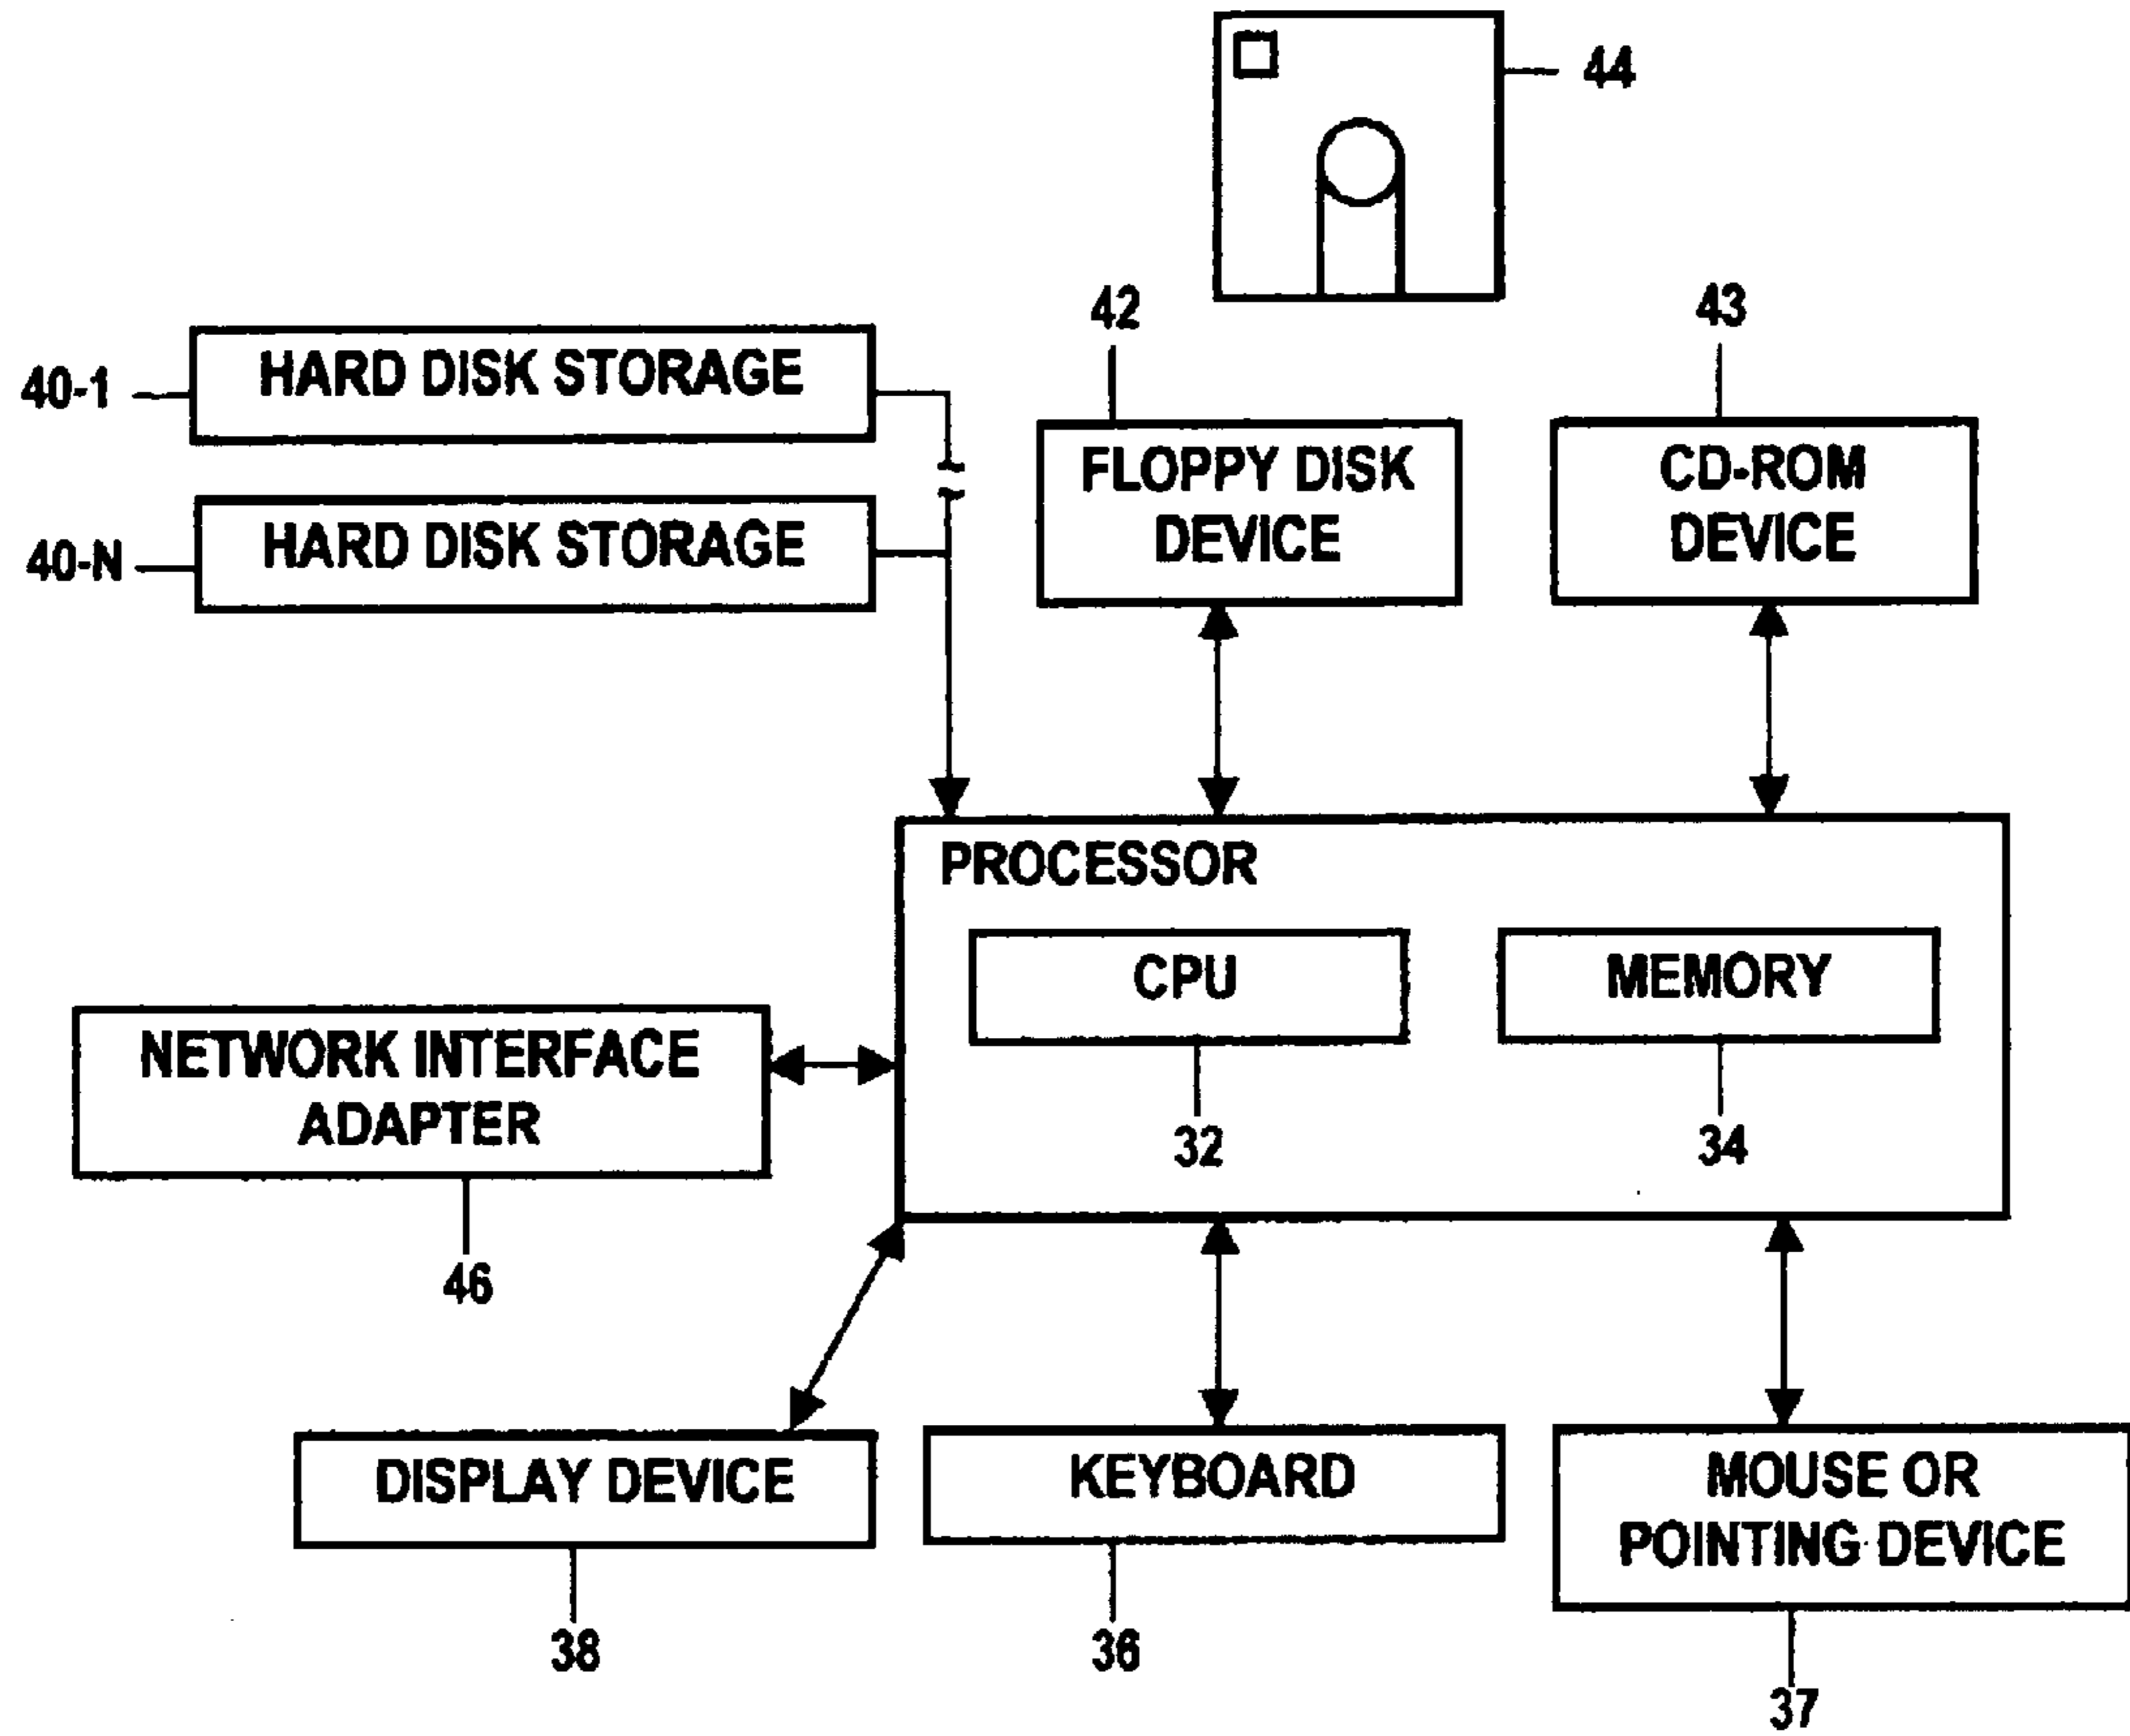 44
42
43
40-1
HARD DISK STORAGE
FLOPPY DISK
DEVICE
CD-ROM
DEVICE
40-N
HARD DISK STORAGE
PROCESSOR
CPU
MEMORY
32
34
NETWORK INTERFACE
ADAPTER
46
DISPLAY DEVICE
KEYBOARD
MOUSE OR
POINTING DEVICE
38
36
37